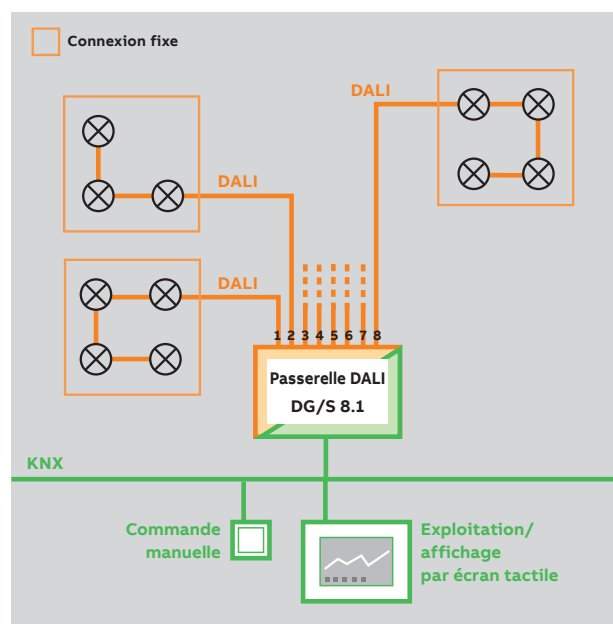 Connexion fixe
DALI
DALI
DALI
1 2 3 4 5 6 7 8
Passerelle DALI
DG/S 8.1
KNX
Commande
manuelle
Exploitation/
affichage
par écran tactile